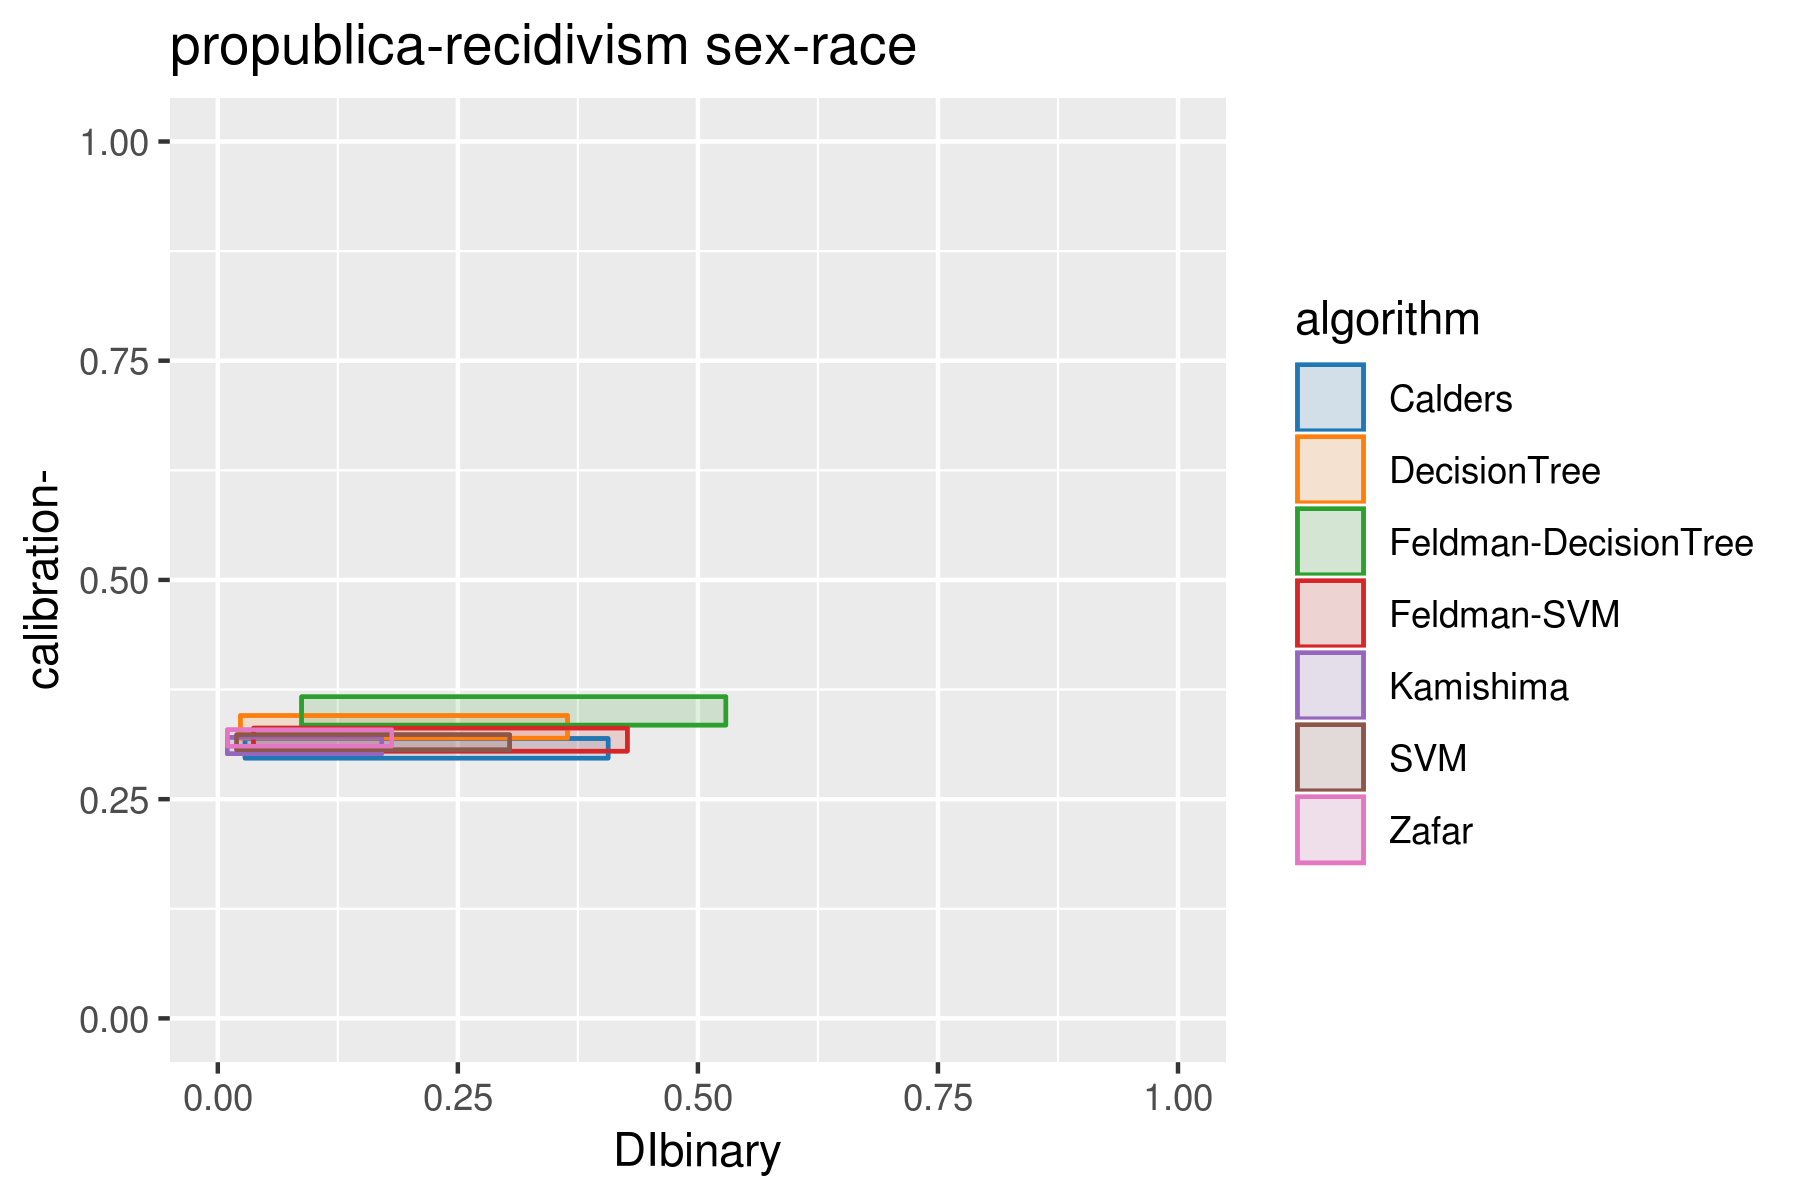 propublica-recidivism sex-race
1.00
0.75
0.50
0.25
0.00
calibration-
0.00 0.25 0.50 0.75 1.00
DIbinary
algorithm
Calders
DecisionTree
Feldman-DecisionTree
Feldman-SVM
Kamishima
SVM
Zafar